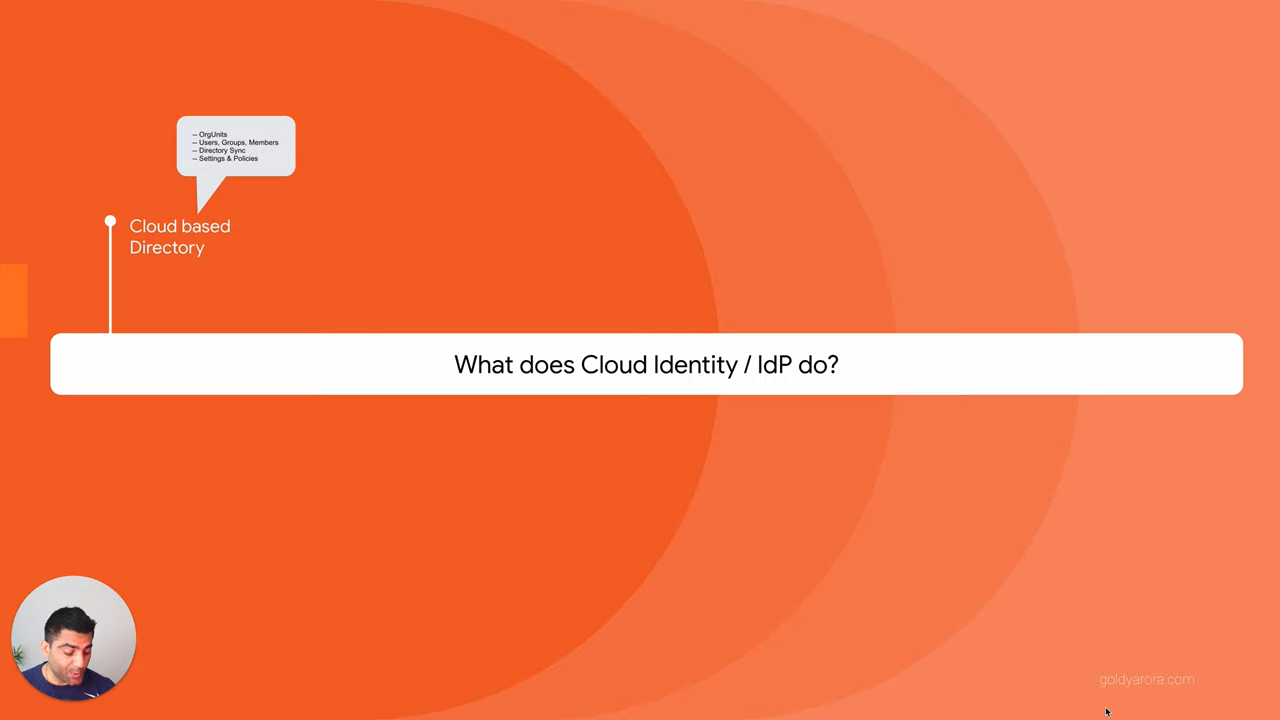 -- OrgUnits
-- Users, Groups, Members
-- Directory Sync
-- Settings & Policies
Cloud based
Directory
What does Cloud Identity / IdP do?
goldyarora.com